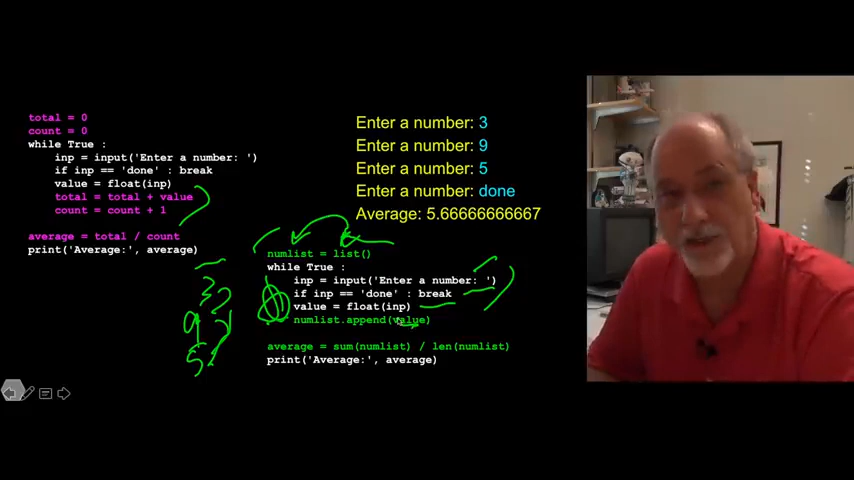 total = 0
count = 0
while True :
    inp = input('Enter a number: ')
    if inp == 'done' : break
    value = float(inp)
    total = total + value
    count = count + 1
average = total / count
print('Average:', average)
Enter a number: 3
Enter a number: 9
Enter a number: 5
Enter a number: done
Average: 5.66666666667
numlist = list()
while True :
    inp = input('Enter a number: ')
    if inp == 'done' : break
    value = float(inp)
    numlist.append(value)
average = sum(numlist) / len(numlist)
print('Average:', average)
3
9
5